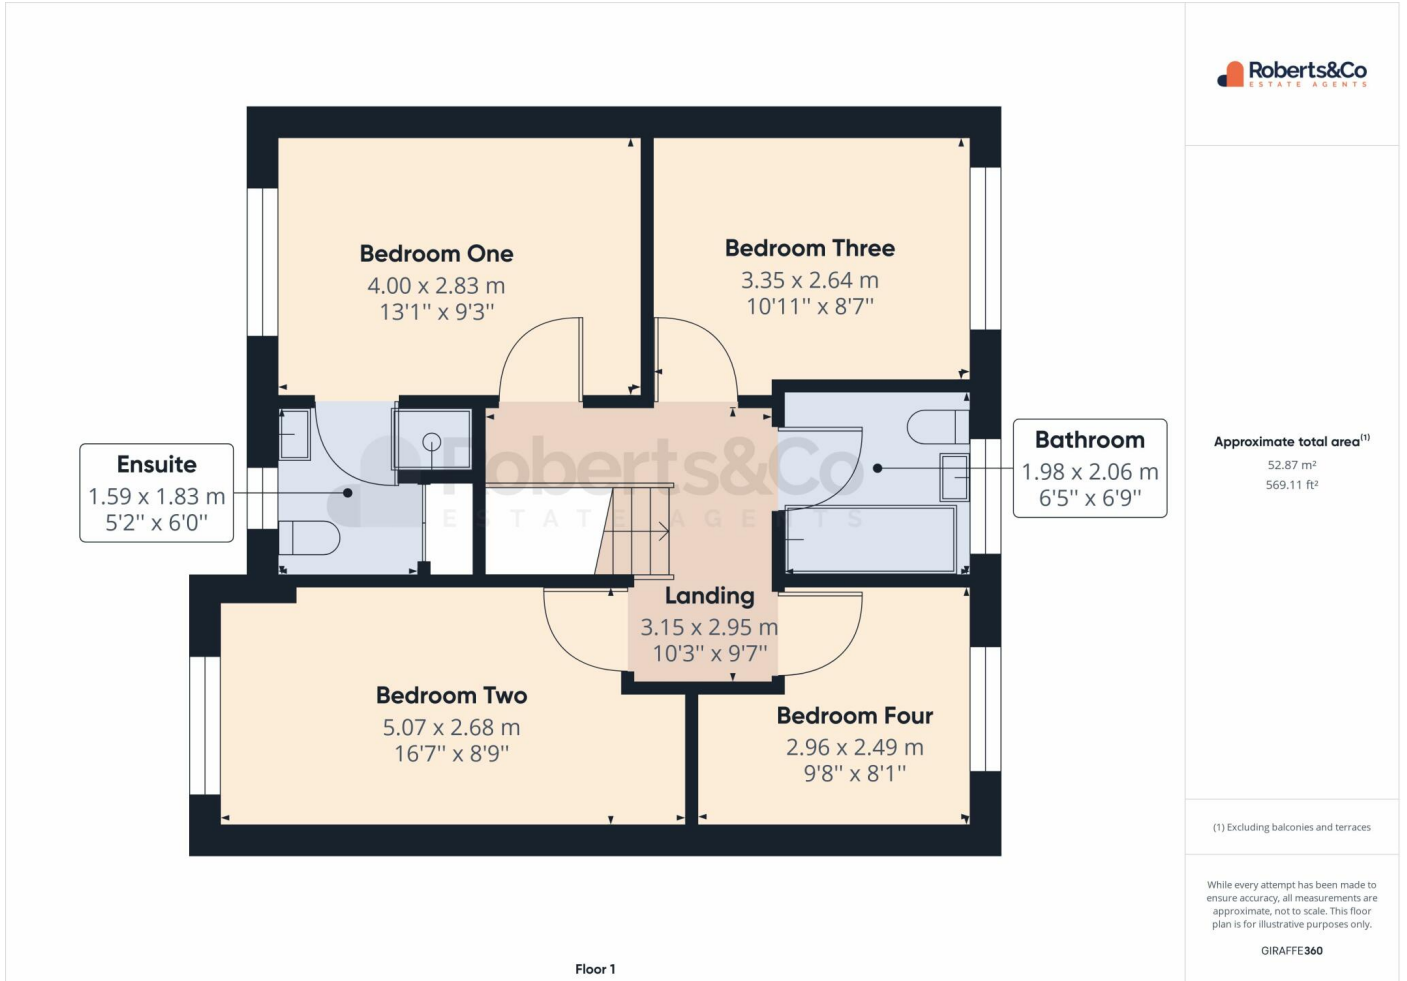 Roberts&Co
ESTATE AGENTS
Bedroom One
4.00 x 2.83 m
13'1'' x 9'3''
Bedroom Three
3.35 x 2.64 m
10'11'' x 8'7''
Ensuite
1.59 x 1.83 m
5'2'' x 6'0''
Bathroom
1.98 x 2.06 m
6'5'' x 6'9''
Roberts&Co
ESTATE AGENTS
Landing
3.15 x 2.95 m
10'3'' x 9'7''
Bedroom Two
5.07 x 2.68 m
16'7'' x 8'9''
Bedroom Four
2.96 x 2.49 m
9'8'' x 8'1''
Floor 1
Approximate total area(1)
52.87 m²
569.11 ft²
(1) Excluding balconies and terraces
While every attempt has been made to
ensure accuracy, all measurements are
approximate, not to scale. This floor
plan is for illustrative purposes only.
GIRAFFE360